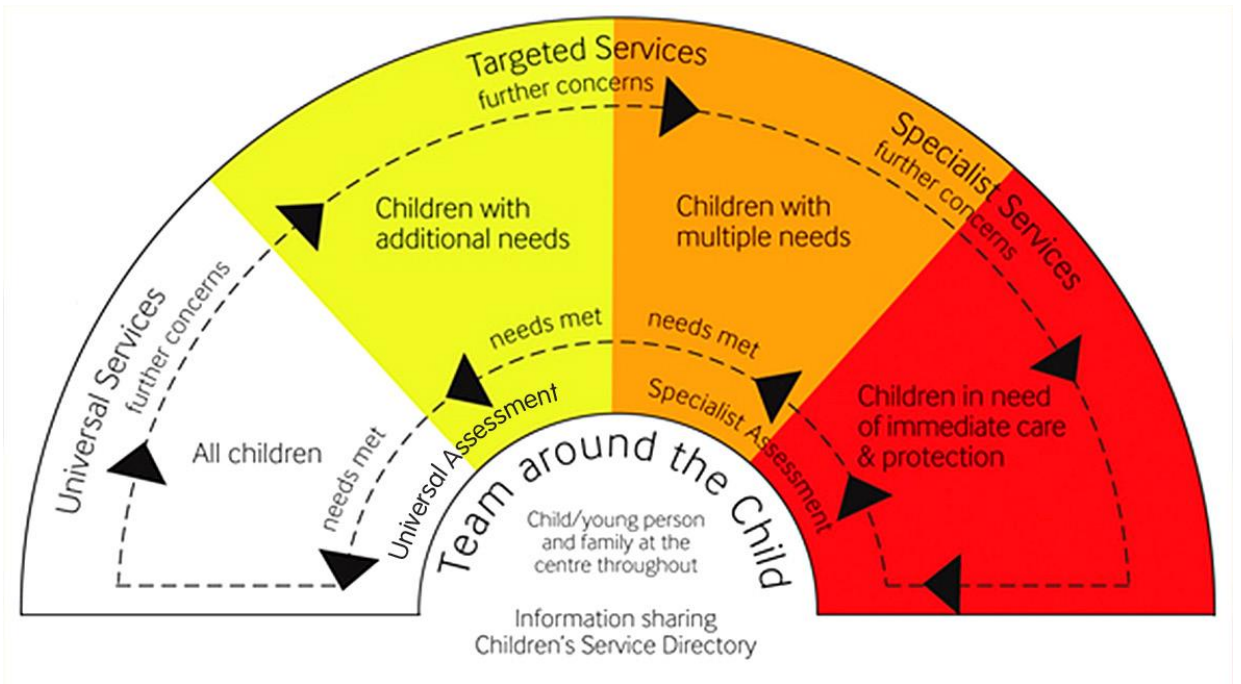 Universal Services
further concerns
All children
needs met
Universal Assessment
Targeted Services
further concerns
Children with
additional needs
needs met
Children with
multiple needs
needs met
Specialist Services
further concerns
Specialist Assessment
Children in need
of immediate care
& protection
Team around the Child
Child/young person
and family at the
centre throughout
Information sharing
Children's Service Directory